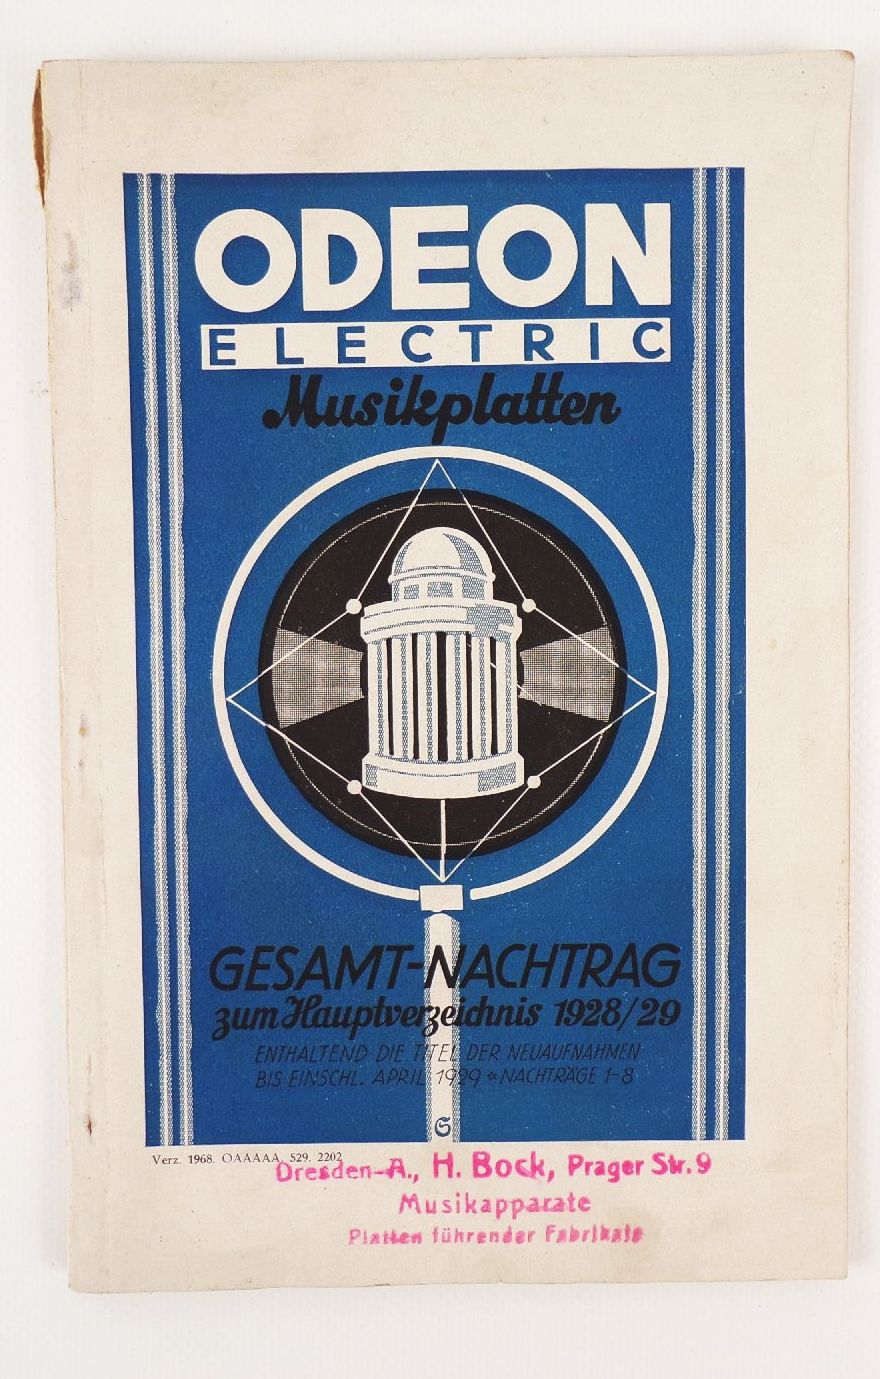 ODEON
ELECTRIC
Musikplatten
GESAMT-NACHTRAG
zum Hauptverzeichnis 1928/29
ENTHALTEND DIE TITEL DER NEUAUFNAHMEN
BIS EINSCHL. APRIL 1929 * NACHTRÄGE 1-8
S
Verz. 1968. OAAAAA. 529. 2202
Dresden-A., H. Bock, Prager Str. 9
Musikapparate
Platten führender Fabrikate